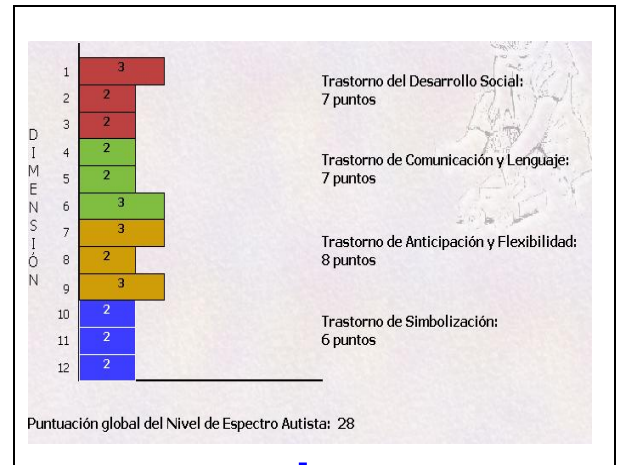 DIMENSIÓN
1 3
2 2
3 2
4 2
5 2
6 3
7 3
8 2
9 3
10 2
11 2
12 2
Trastorno del Desarrollo Social:
7 puntos
Trastorno de Comunicación y Lenguaje:
7 puntos
Trastorno de Anticipación y Flexibilidad:
8 puntos
Trastorno de Simbolización:
6 puntos
Puntuación global del Nivel de Espectro Autista: 28